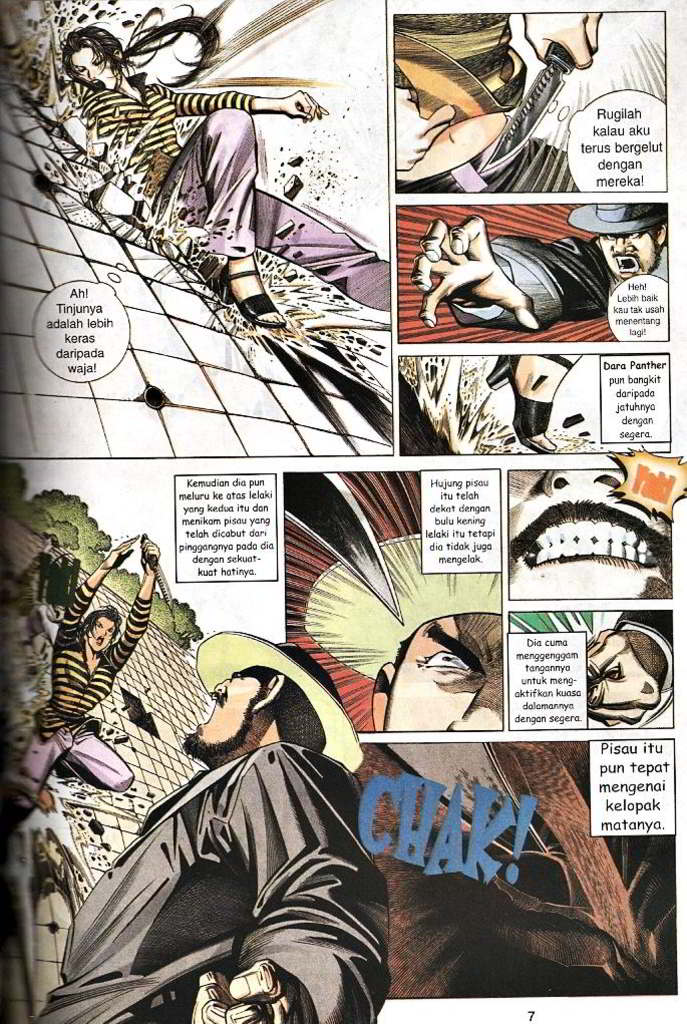 Ah!
Tinjunya
adalah lebih
keras
daripada
waja!
Rugilah
kalau aku
terus bergelut
dengan
mereka!
Heh!
Lebih baik
kau tak usah
menentang
lagi!
Dara Panther
pun bangkit
daripada
jatuhnya
dengan
segera.
Kemudian dia pun
meluru ke atas lelaki
yang kedua itu dan
menikam pisau yang
telah dicabut dari
pinggangnya pada dia
dengan sekuat-
kuat hatinya.
Hujung pisau
itu telah
dekat dengan
bulu kening
lelaki itu tetapi
dia tidak juga
mengelak.
Dia cuma
menggenggam
tangannya
untuk meng-
aktifkan kuasa
dalamannya
dengan segera.
Pisau itu
pun tepat
mengenai
kelopak
matanya.
CHAK!
7